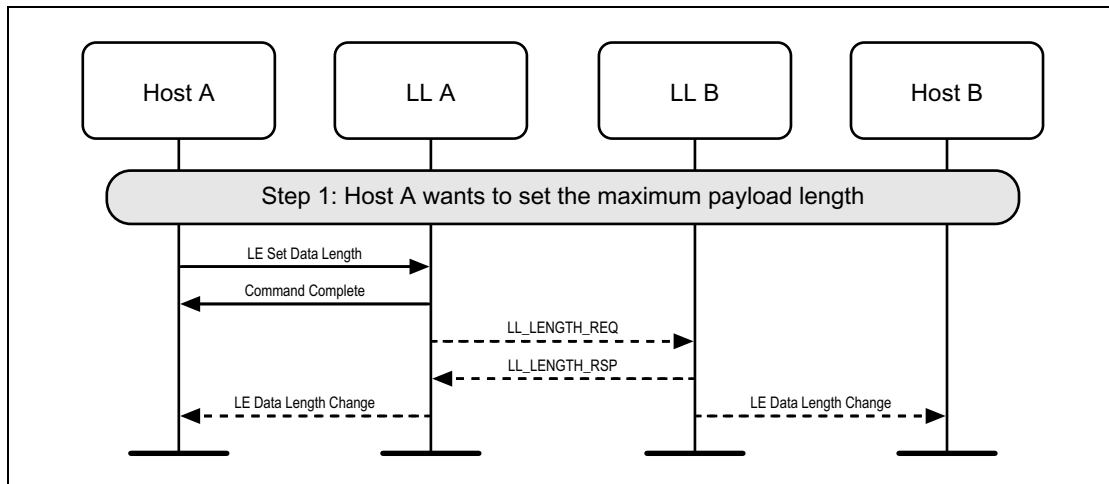 Host A
LL A
LL B
Host B
Step 1: Host A wants to set the maximum payload length
LE Set Data Length
Command Complete
LL_LENGTH_REQ
LL_LENGTH_RSP
LE Data Length Change
LE Data Length Change